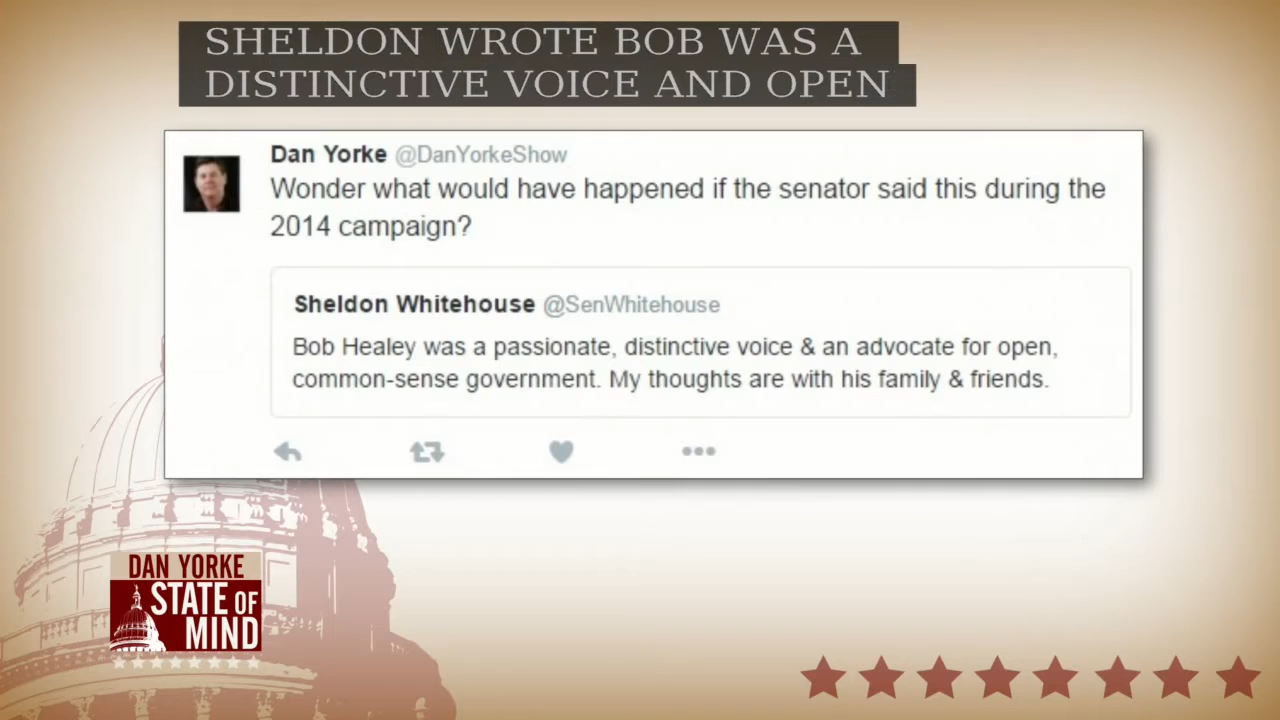 SHELDON WROTE BOB WAS A
DISTINCTIVE VOICE AND OPEN
Dan Yorke @DanYorkeShow
Wonder what would have happened if the senator said this during the
2014 campaign?
Sheldon Whitehouse @SenWhitehouse
Bob Healey was a passionate, distinctive voice & an advocate for open,
common-sense government. My thoughts are with his family & friends.
DAN YORKE
STATE OF
MIND